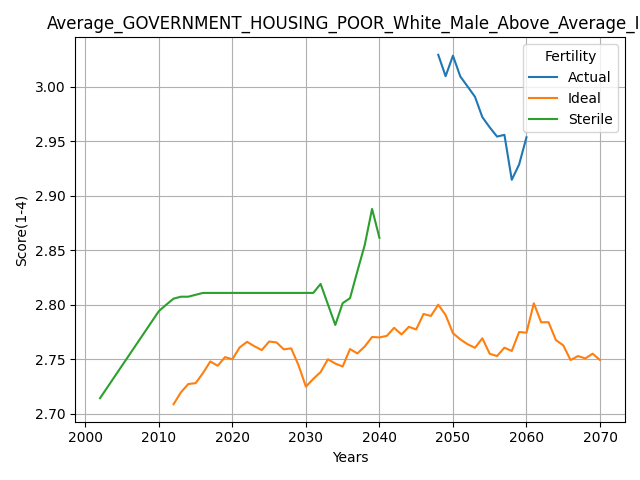 Average_GOVERNMENT_HOUSING_POOR_White_Male_Above_Average_I
Fertility
Actual
Ideal
Sterile
Score(1-4)
3.00
2.95
2.90
2.85
2.80
2.75
2.70
2000 2010 2020 2030 2040 2050 2060 2070
Years